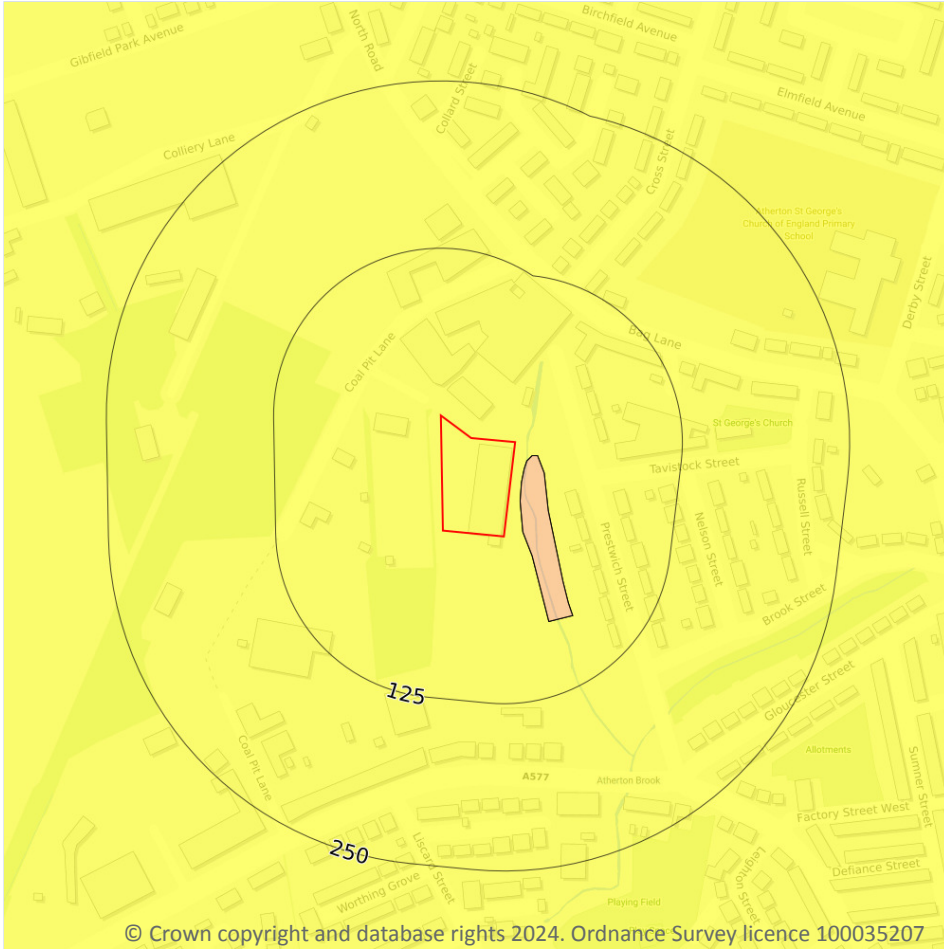 Birchfield Avenue
North Road
Gibfield Park Avenue
Collard Street
Elmfield Avenue
Colliery Lane
Cross Street
Atherton St George's
Church of England Primary
School
Derby Street
Bag Lane
Coal Pit Lane
St George's Church
Tavistock Street
Russell Street
Nelson Street
Prestwich Street
Brook Street
Gloucester Street
125
Coal Pit Lane
Allotments
Sumner Street
A577
Atherton Brook
Factory Street West
250
Liscard Street
Defiance Street
Leighton Street
Worthing Grove
Playing Field
© Crown copyright and database rights 2024. Ordnance Survey licence 100035207